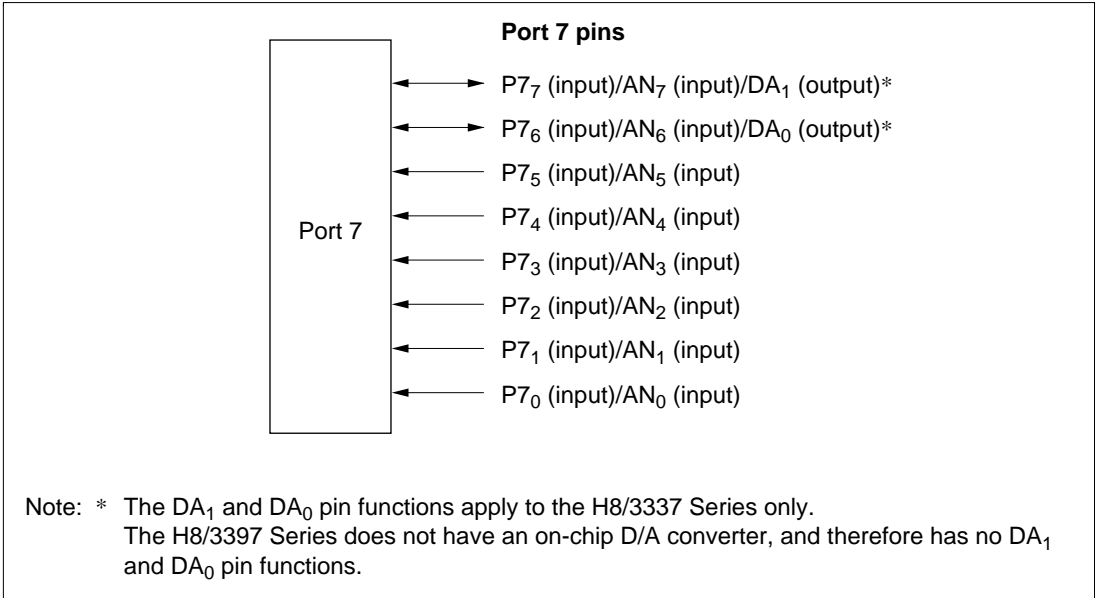 Port 7 pins
P7₇ (input)/AN₇ (input)/DA₁ (output)*
P7₆ (input)/AN₆ (input)/DA₀ (output)*
P7₅ (input)/AN₅ (input)
P7₄ (input)/AN₄ (input)
Port 7
P7₃ (input)/AN₃ (input)
P7₂ (input)/AN₂ (input)
P7₁ (input)/AN₁ (input)
P7₀ (input)/AN₀ (input)
Note: * The DA₁ and DA₀ pin functions apply to the H8/3337 Series only.
The H8/3397 Series does not have an on-chip D/A converter, and therefore has no DA₁
and DA₀ pin functions.